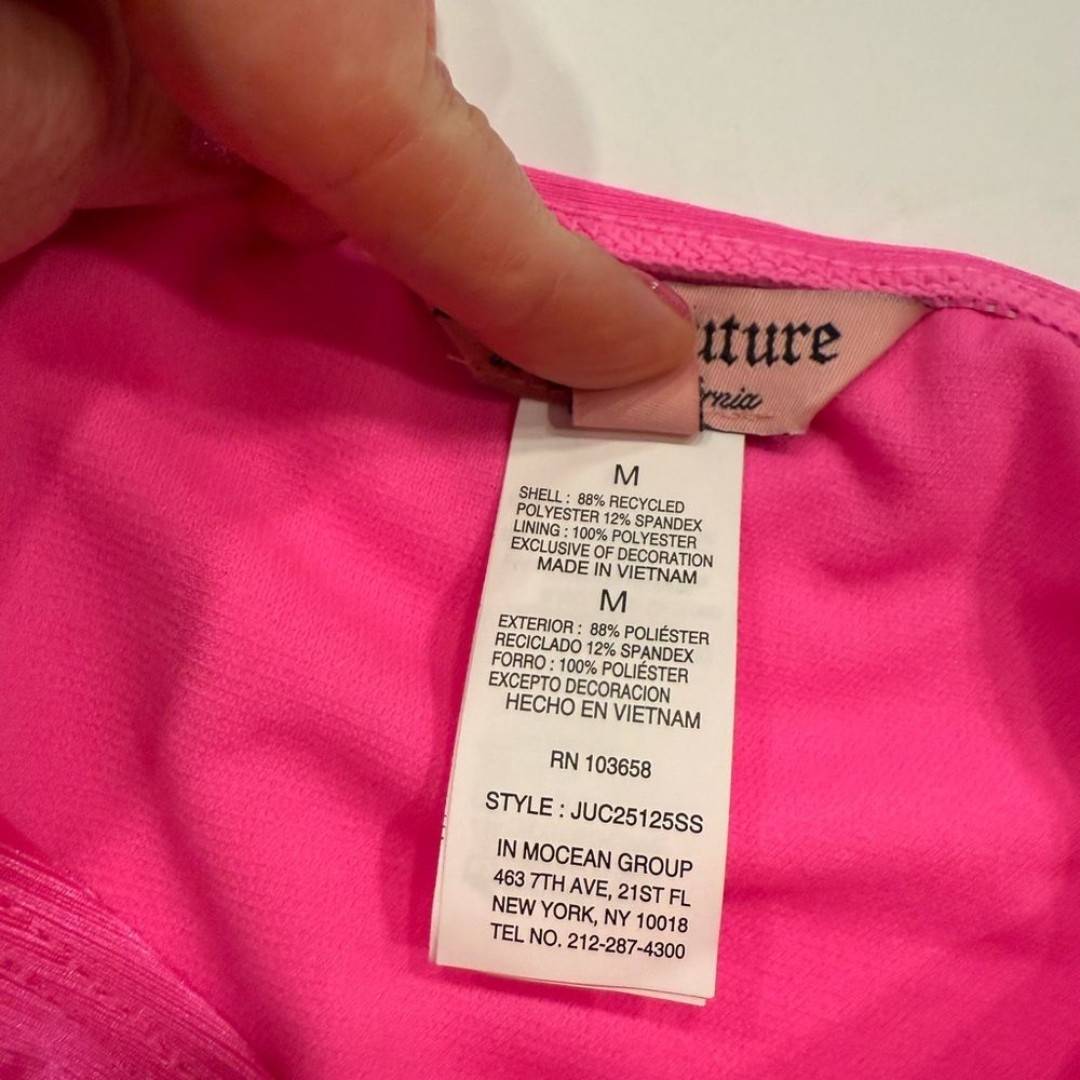 M
SHELL : 88% RECYCLED
POLYESTER 12% SPANDEX
LINING : 100% POLYESTER
EXCLUSIVE OF DECORATION
MADE IN VIETNAM
M
EXTERIOR : 88% POLIÉSTER
RECICLADO 12% SPANDEX
FORRO : 100% POLIÉSTER
EXCEPTO DECORACION
HECHO EN VIETNAM
RN 103658
STYLE : JUC25125SS
IN MOCEAN GROUP
463 7TH AVE, 21ST FL
NEW YORK, NY 10018
TEL NO. 212-287-4300